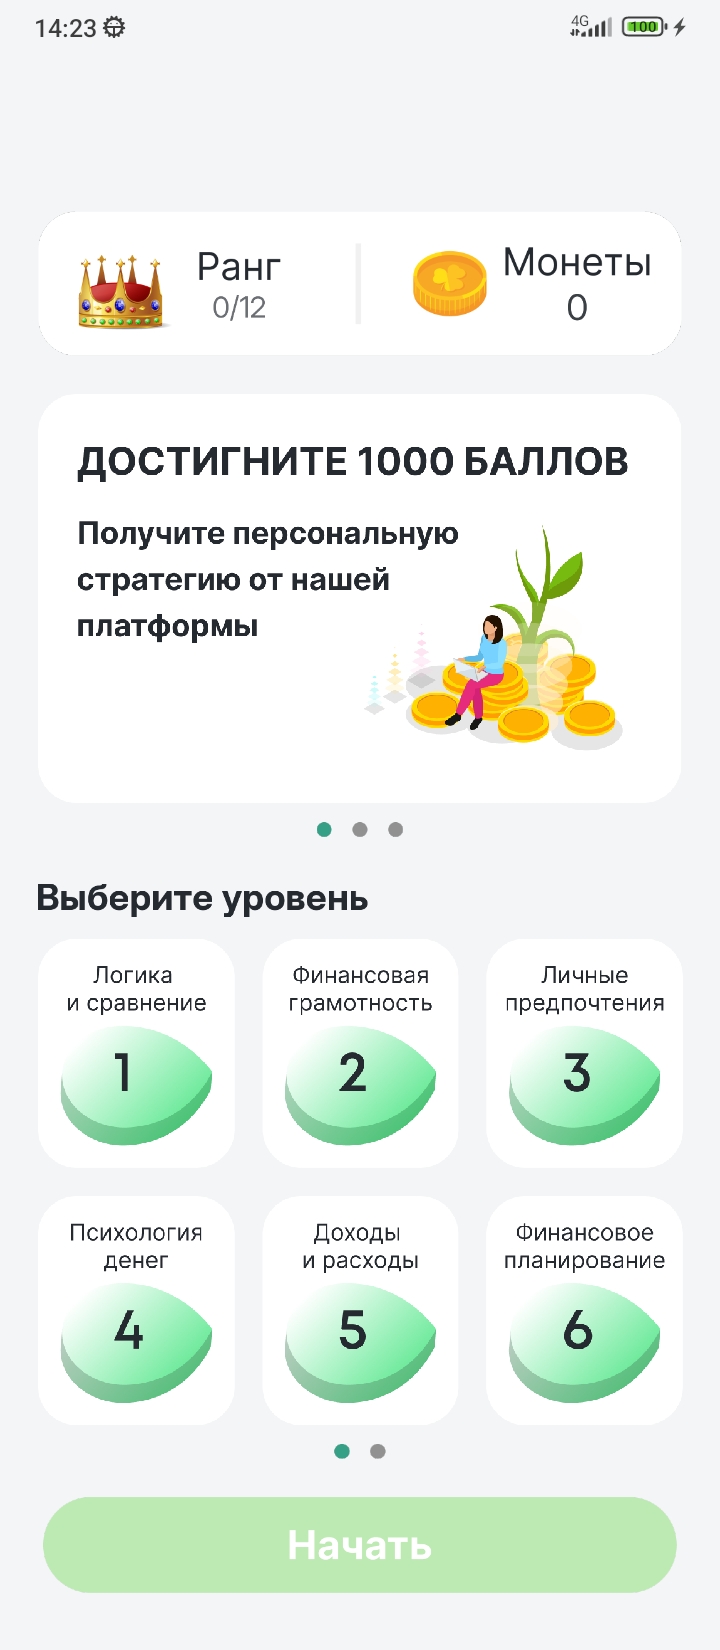 14:23
4G
100
Ранг
0/12
Монеты
0
ДОСТИГНИТЕ 1000 БАЛЛОВ
Получите персональную
стратегию от нашей
платформы
Выберите уровень
Логика
и сравнение
1
Финансовая
грамотность
2
Личные
предпочтения
3
Психология
денег
4
Доходы
и расходы
5
Финансовое
планирование
6
Начать